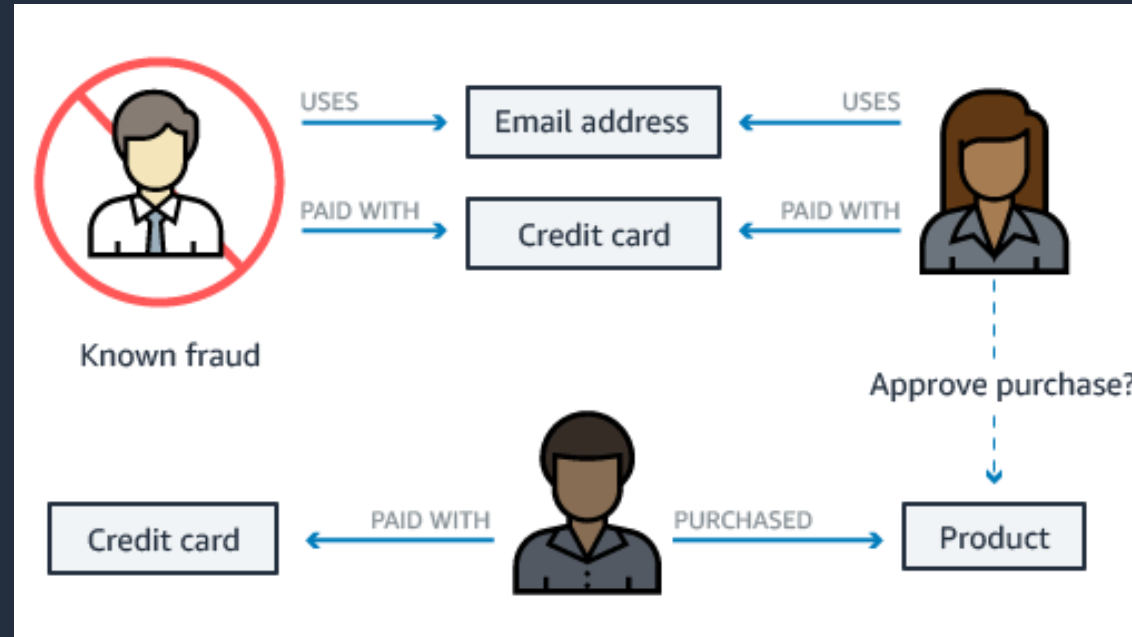 USES
Email address
USES
PAID WITH
Credit card
PAID WITH
Known fraud
Approve purchase?
Credit card
PAID WITH
PURCHASED
Product